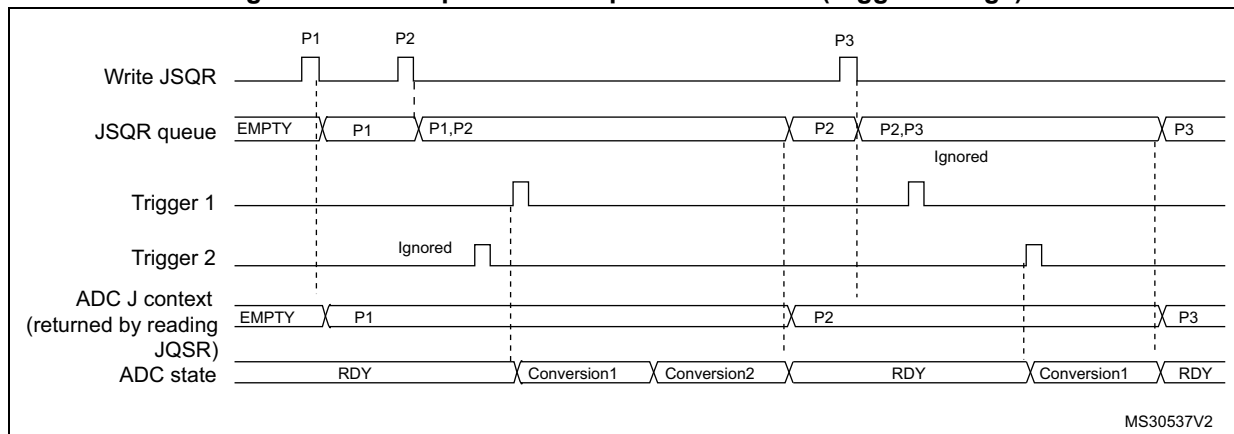 P1 P2 P3
Write JSQR
JSQR queue EMPTY P1 P1,P2 P2 P2,P3 P3
Ignored
Trigger 1
Ignored
Trigger 2
ADC J context
(returned by reading
JQSR)
EMPTY P1 P2 P3
ADC state RDY Conversion1 Conversion2 RDY Conversion1 RDY
MS30537V2